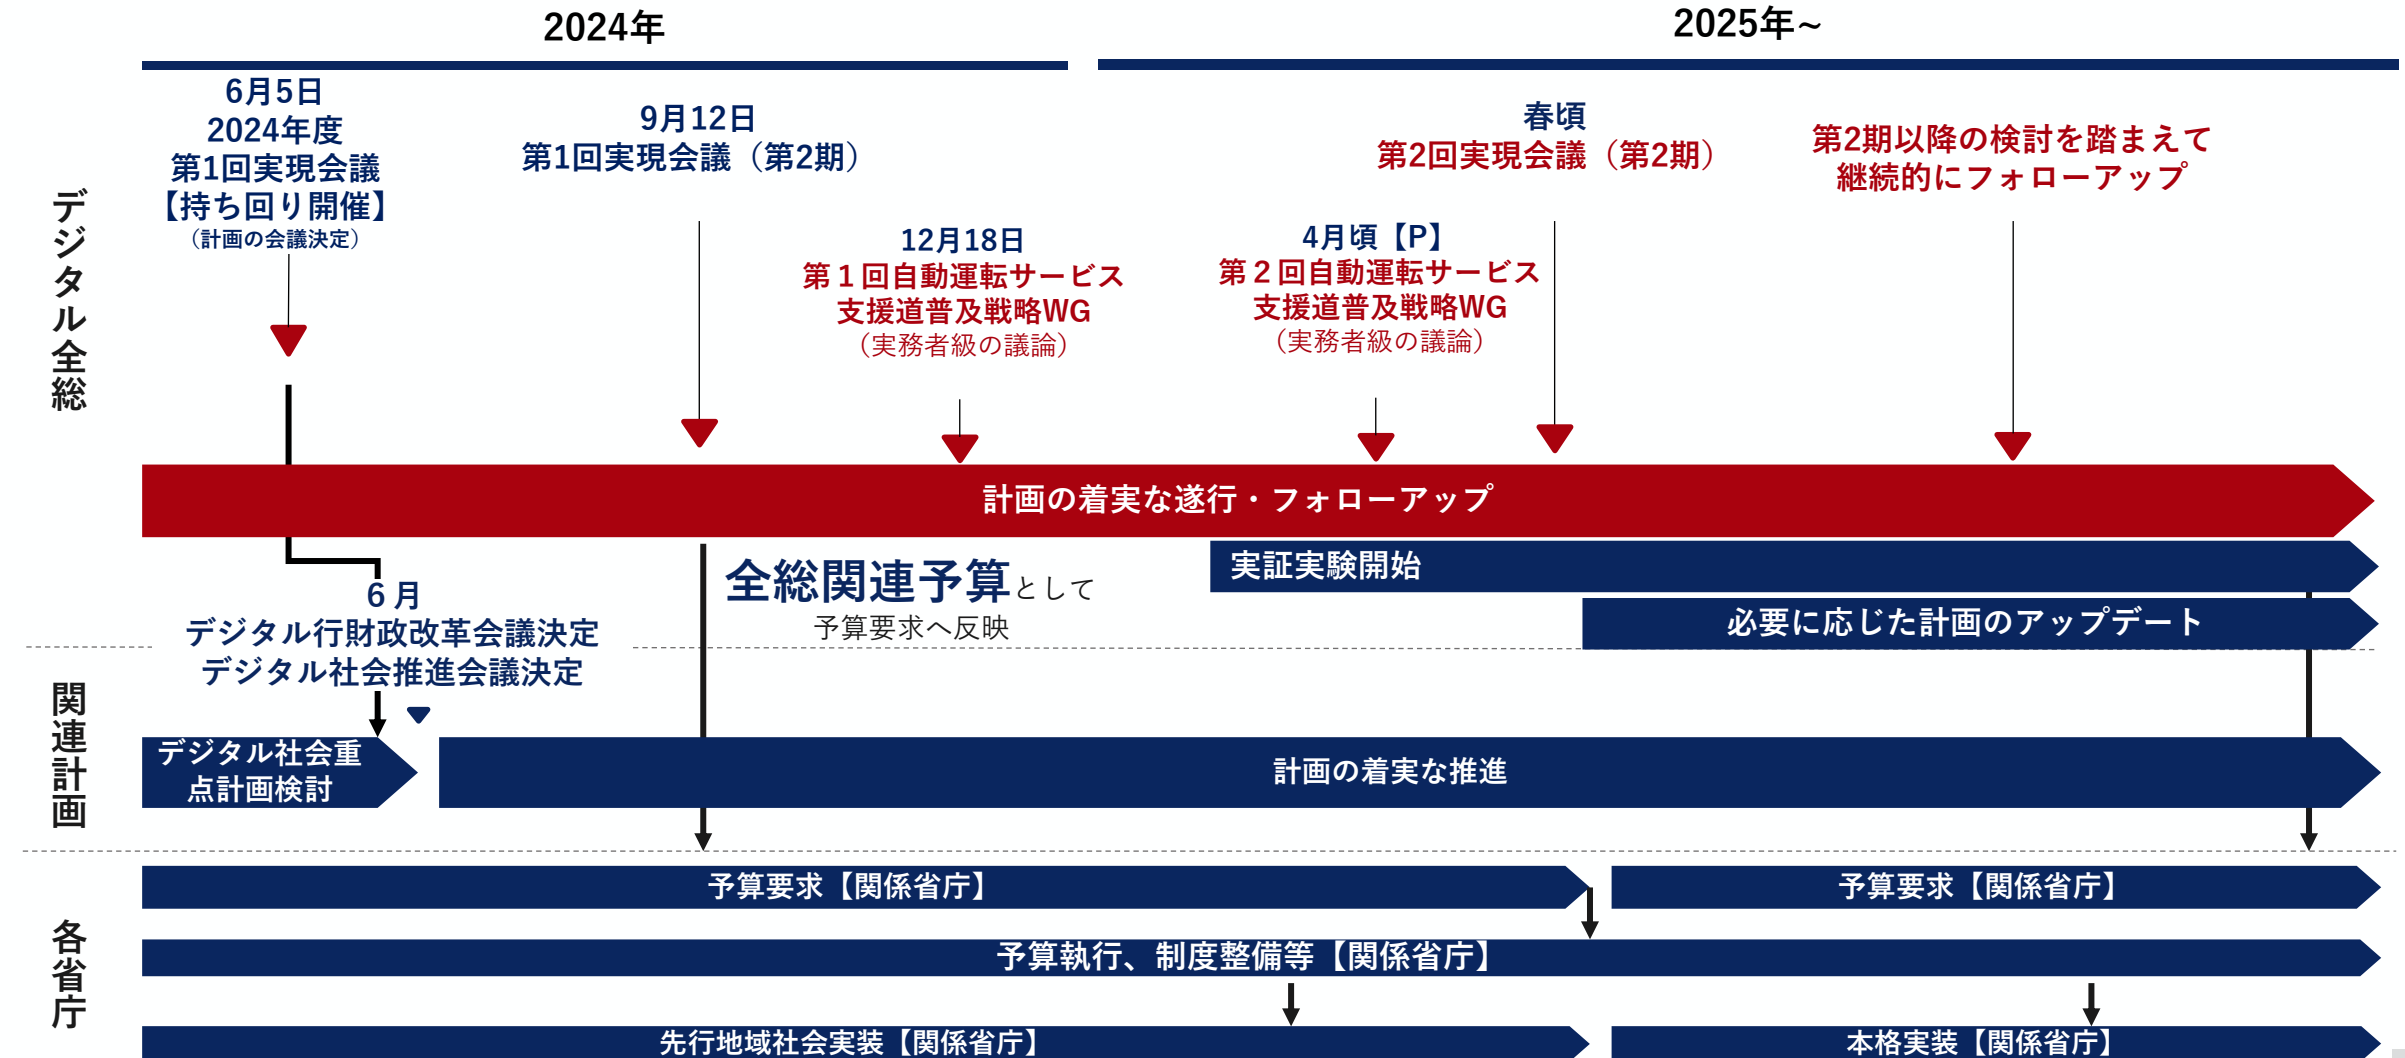 2024年
2025年~
6月5日
2024年度
第1回実現会議
【持ち回り開催】
（計画の会議決定）
9月12日
第1回実現会議（第2期）
12月18日
第１回自動運転サービス
支援道普及戦略WG
（実務者級の議論）
4月頃【P】
第２回自動運転サービス
支援道普及戦略WG
（実務者級の議論）
春頃
第2回実現会議（第2期）
第2期以降の検討を踏まえて
継続的にフォローアップ
デジタル全総
計画の着実な遂行・フォローアップ
実証実験開始
必要に応じた計画のアップデート
全総関連予算として
予算要求へ反映
６月
デジタル行財政改革会議決定
デジタル社会推進会議決定
関連計画
デジタル社会重
点計画検討
計画の着実な推進
各省庁
予算要求【関係省庁】
予算要求【関係省庁】
予算執行、制度整備等【関係省庁】
先行地域社会実装【関係省庁】
本格実装【関係省庁】